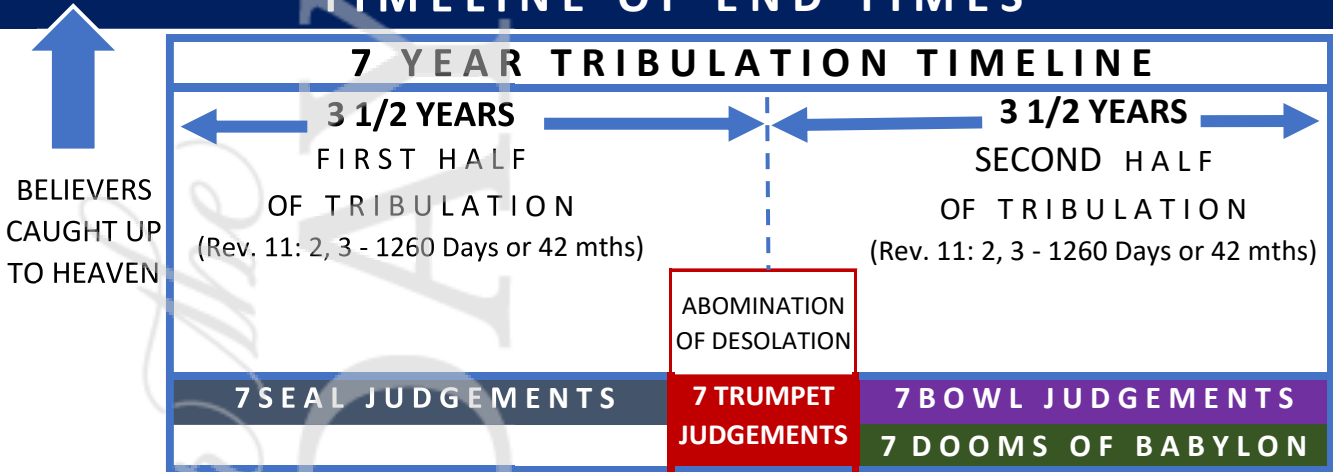 TIMELINE OF END TIMES
7 YEAR TRIBULATION TIMELINE
3 1/2 YEARS
FIRST HALF
OF TRIBULATION
(Rev. 11: 2, 3 - 1260 Days or 42 mths)
3 1/2 YEARS
SECOND HALF
OF TRIBULATION
(Rev. 11: 2, 3 - 1260 Days or 42 mths)
BELIEVERS
CAUGHT UP
TO HEAVEN
ABOMINATION
OF DESOLATION
7 SEAL JUDGEMENTS
7 TRUMPET
JUDGEMENTS
7 BOWL JUDGEMENTS
7 DOOMS OF BABYLON
the